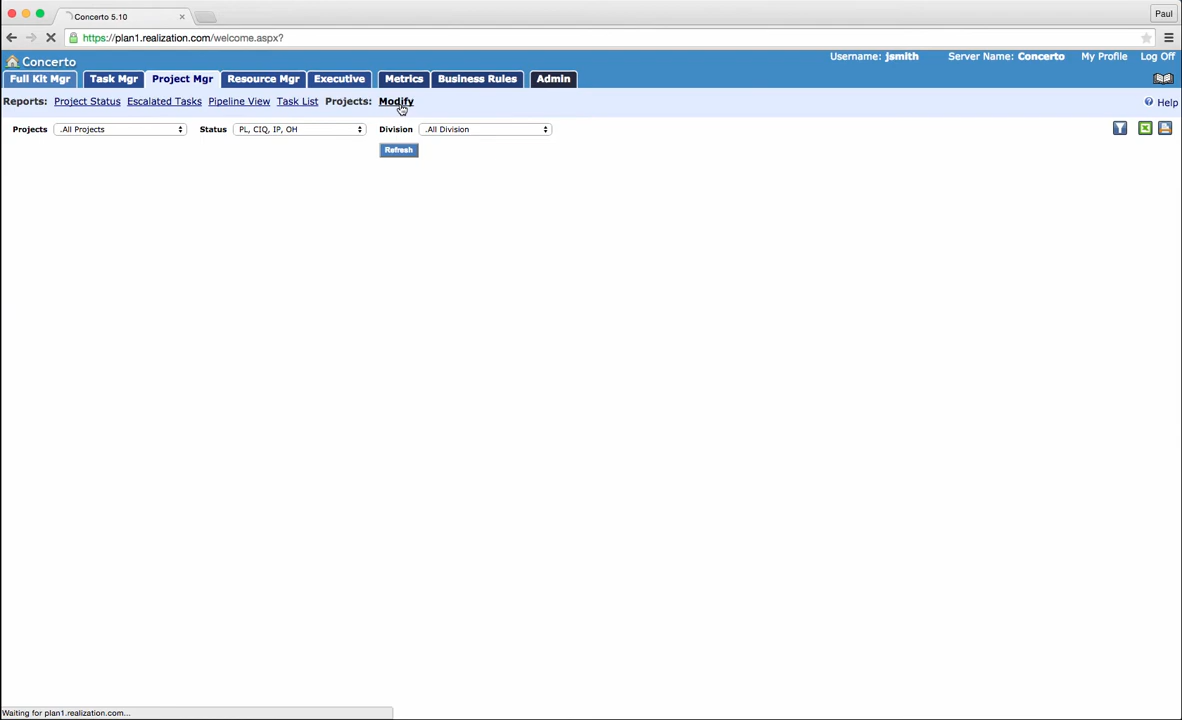 Concerto 5.10
Paul
https://plan1.realization.com/welcome.aspx?
Concerto
Username: jsmith Server Name: Concerto My Profile Log Off
Full Kit Mgr Task Mgr Project Mgr Resource Mgr Executive Metrics Business Rules Admin
Reports: Project Status Escalated Tasks Pipeline View Task List Projects: Modify
Help
Projects .All Projects Status PL, CIQ, IP, OH Division .All Division
Refresh
Waiting for plan1.realization.com...